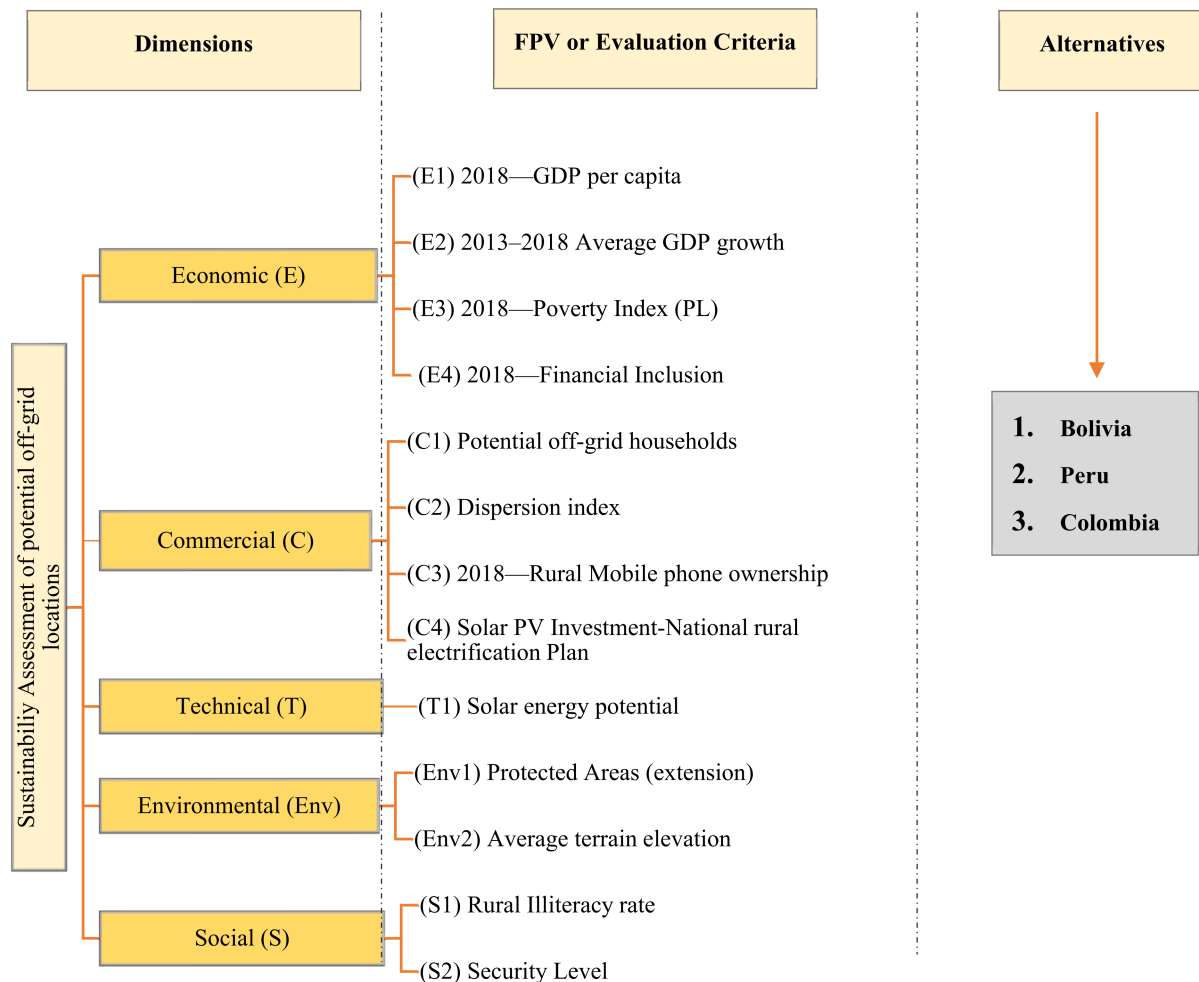 Dimensions
FPV or Evaluation Criteria
Alternatives
Sustainabiliy Assessment of potential off-grid
locations
Economic (E)
(E1) 2018—GDP per capita
(E2) 2013–2018 Average GDP growth
(E3) 2018—Poverty Index (PL)
(E4) 2018—Financial Inclusion
Commercial (C)
(C1) Potential off-grid households
(C2) Dispersion index
(C3) 2018—Rural Mobile phone ownership
(C4) Solar PV Investment-National rural
electrification Plan
Technical (T)
(T1) Solar energy potential
Environmental (Env)
(Env1) Protected Areas (extension)
(Env2) Average terrain elevation
Social (S)
(S1) Rural Illiteracy rate
(S2) Security Level
1. Bolivia
2. Peru
3. Colombia